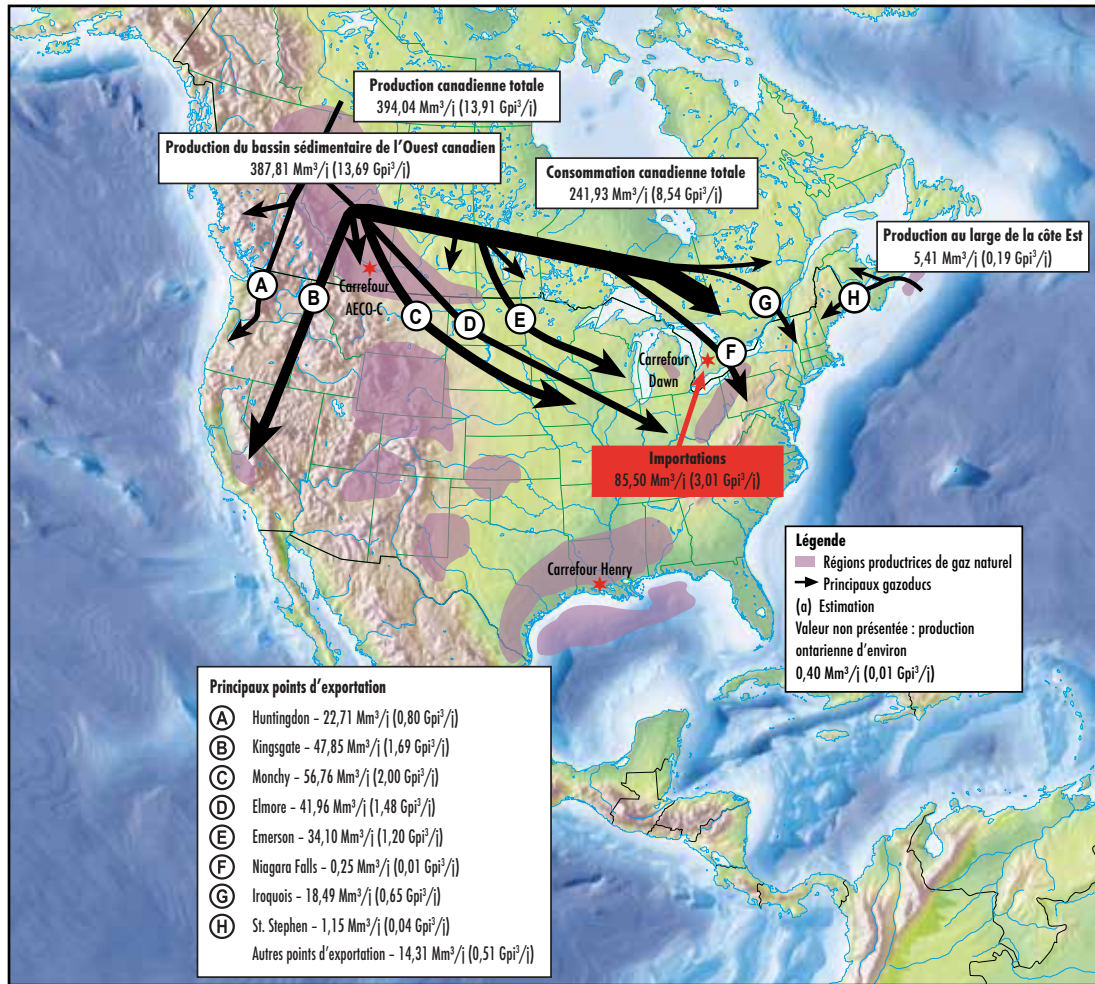 Production canadienne totale
394,04 Mm³/j (13,91 Gpi³/j)
Production du bassin sédimentaire de l'Ouest canadien
387,81 Mm³/j (13,69 Gpi³/j)
Consommation canadienne totale
241,93 Mm³/j (8,54 Gpi³/j)
Production au large de la côte Est
5,41 Mm³/j (0,19 Gpi³/j)
A
B
C
D
E
F
G
H
Carrefour
AECO-C
Carrefour
Dawn
Importations
85,50 Mm³/j (3,01 Gpi³/j)
Carrefour Henry
Légende
Régions productrices de gaz naturel
Principaux gazoducs
(a) Estimation
Valeur non présentée : production
ontarienne d'environ
0,40 Mm³/j (0,01 Gpi³/j)
Principaux points d'exportation
A Huntingdon – 22,71 Mm³/j (0,80 Gpi³/j)
B Kingsgate – 47,85 Mm³/j (1,69 Gpi³/j)
C Monchy – 56,76 Mm³/j (2,00 Gpi³/j)
D Elmore – 41,96 Mm³/j (1,48 Gpi³/j)
E Emerson – 34,10 Mm³/j (1,20 Gpi³/j)
F Niagara Falls – 0,25 Mm³/j (0,01 Gpi³/j)
G Iroquois – 18,49 Mm³/j (0,65 Gpi³/j)
H St. Stephen – 1,15 Mm³/j (0,04 Gpi³/j)
Autres points d'exportation – 14,31 Mm³/j (0,51 Gpi³/j)